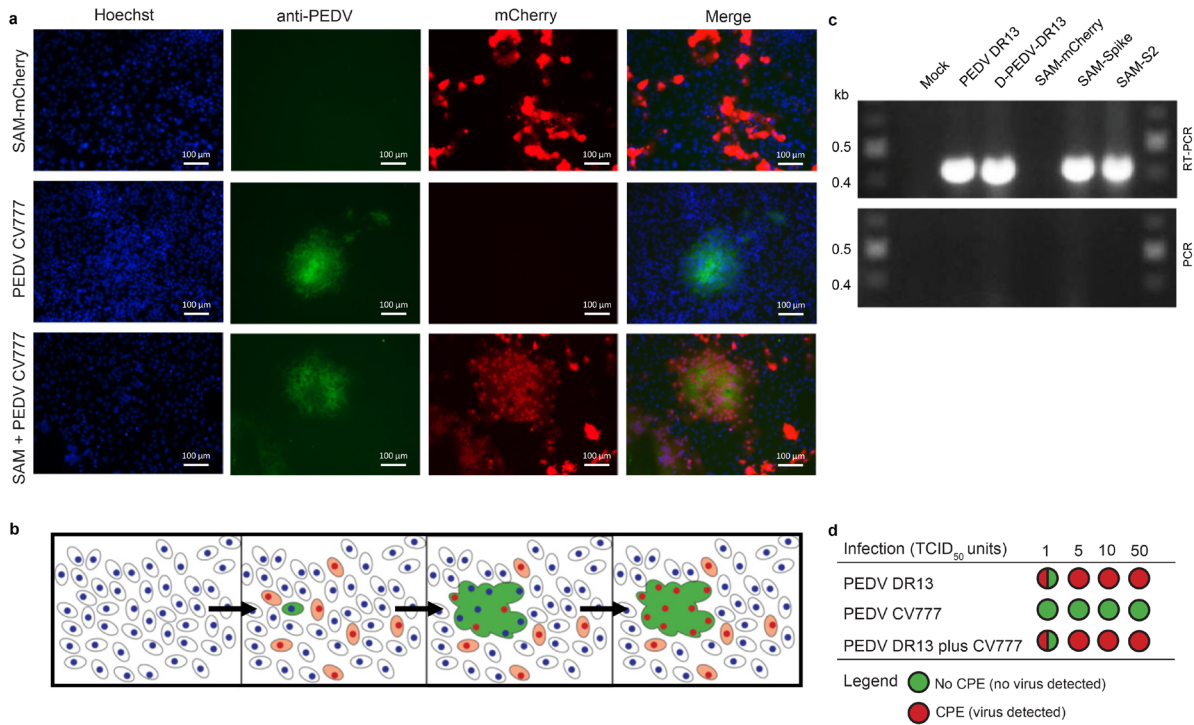 a
Hoechst anti-PEDV mCherry Merge
SAM-mCherry
100 µm 100 µm 100 µm 100 µm
PEDV CV777
100 µm 100 µm 100 µm 100 µm
SAM + PEDV CV777
100 µm 100 µm 100 µm 100 µm
b
c
Mock
PEDV DR13
D-PEDV-DR13
SAM-mCherry
SAM-Spike
SAM-S2
kb
0.5
0.4
RT-PCR
0.5
0.4
PCR
d
Infection (TCID50 units) 1 5 10 50
PEDV DR13
PEDV CV777
PEDV DR13 plus CV777
Legend No CPE (no virus detected)
CPE (virus detected)